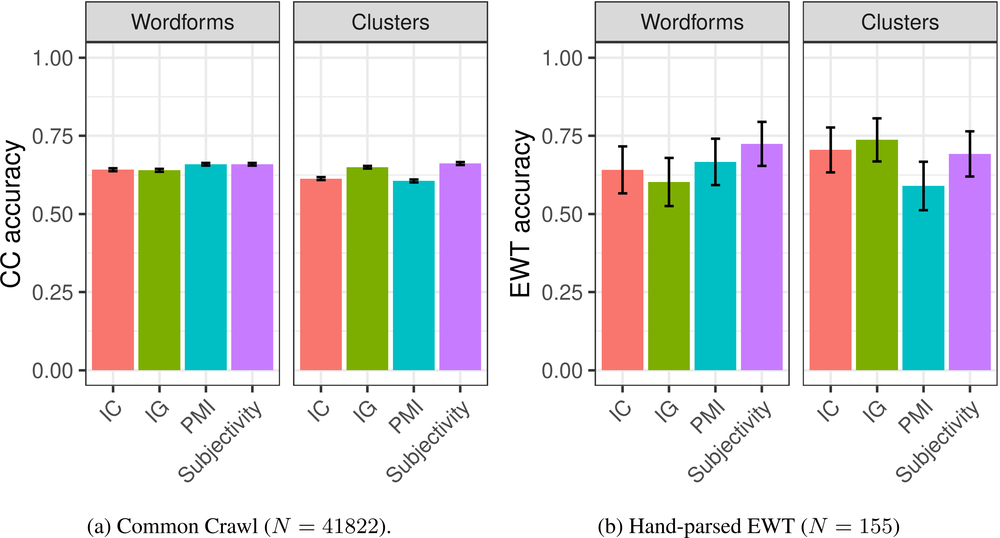 Wordforms
Clusters
CC accuracy
1.00
0.75
0.50
0.25
0.00
IC
IG
PMI
Subjectivity
IC
IG
PMI
Subjectivity
(a) Common Crawl (N = 41822).
Wordforms
Clusters
EWT accuracy
1.00
0.75
0.50
0.25
0.00
IC
IG
PMI
Subjectivity
IC
IG
PMI
Subjectivity
(b) Hand-parsed EWT (N = 155)